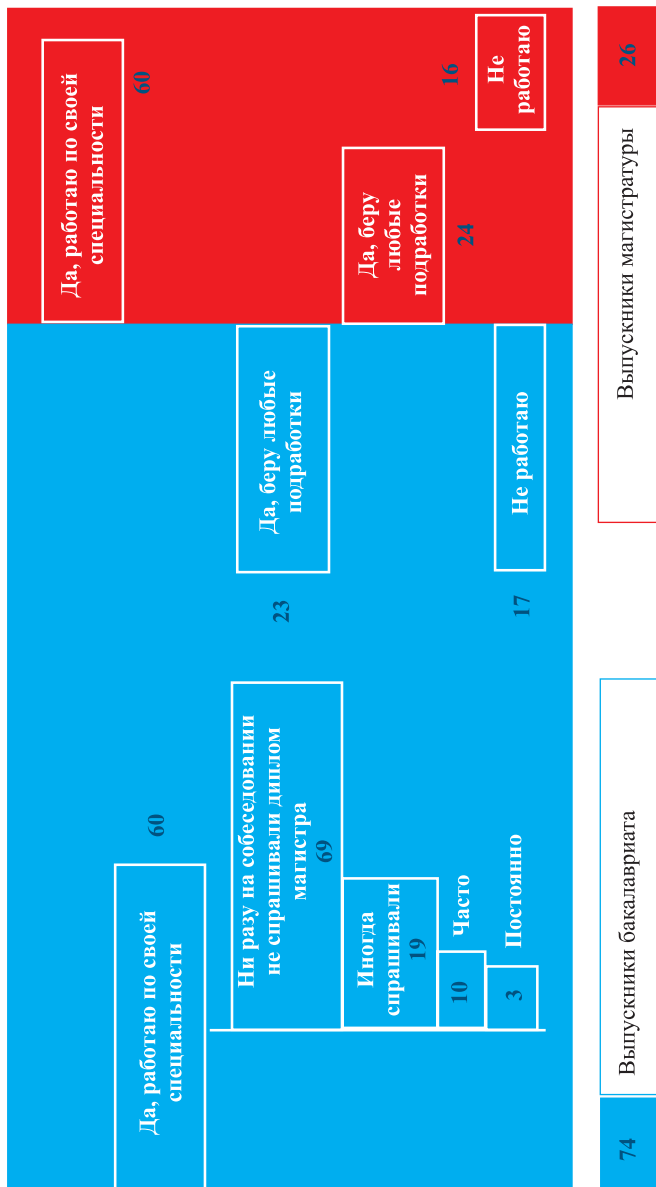 Да, работаю по своей
специальности
60
Ни разу на собеседовании
не спрашивали диплом
магистра
69
Иногда
спрашивали
19
10
Часто
3
Постоянно
Да, беру любые
подработки
23
Не работаю
17
Да, работаю по своей
специальности
60
Да, беру
любые
подработки
24
Не
работаю
16
74
Выпускники бакалавриата
Выпускники магистратуры
26